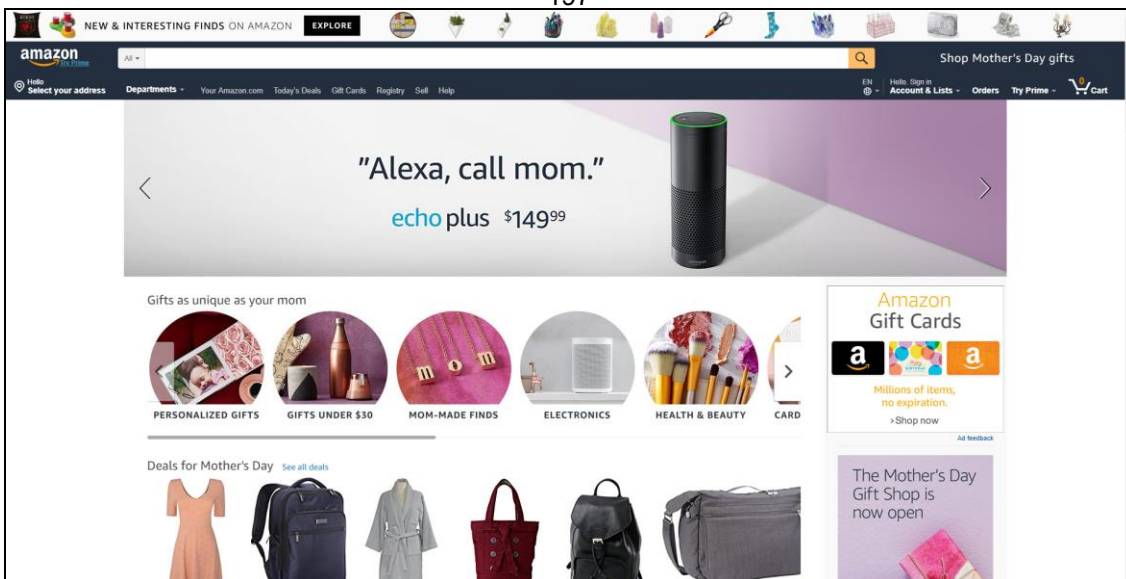 197
NEW & INTERESTING FINDS ON AMAZON EXPLORE
amazon
Try Prime
All
Shop Mother's Day gifts
Hello
Select your address
Departments Your Amazon.com Today's Deals Gift Cards Registry Sell Help
EN
Hello. Sign in
Account & Lists Orders Try Prime 0 Cart
"Alexa, call mom."
echo plus $14999
Gifts as unique as your mom
PERSONALIZED GIFTS GIFTS UNDER $30 MOM-MADE FINDS ELECTRONICS HEALTH & BEAUTY CARD
Amazon
Gift Cards
Millions of items,
no expiration.
›Shop now
Ad feedback
Deals for Mother's Day See all deals
The Mother's Day
Gift Shop is
now open